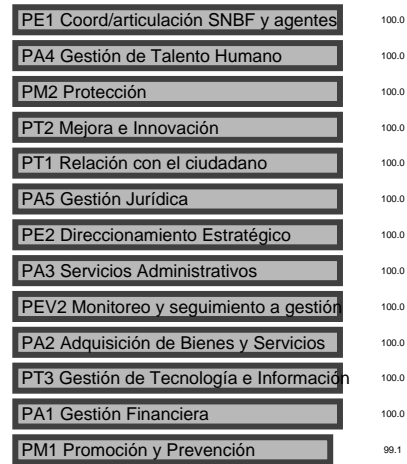 PE1 Coord/articulación SNBF y agentes 100.0
PA4 Gestión de Talento Humano 100.0
PM2 Protección 100.0
PT2 Mejora e Innovación 100.0
PT1 Relación con el ciudadano 100.0
PA5 Gestión Jurídica 100.0
PE2 Direccionamiento Estratégico 100.0
PA3 Servicios Administrativos 100.0
PEV2 Monitoreo y seguimiento a gestión 100.0
PA2 Adquisición de Bienes y Servicios 100.0
PT3 Gestión de Tecnología e Información 100.0
PA1 Gestión Financiera 100.0
PM1 Promoción y Prevención 99.1